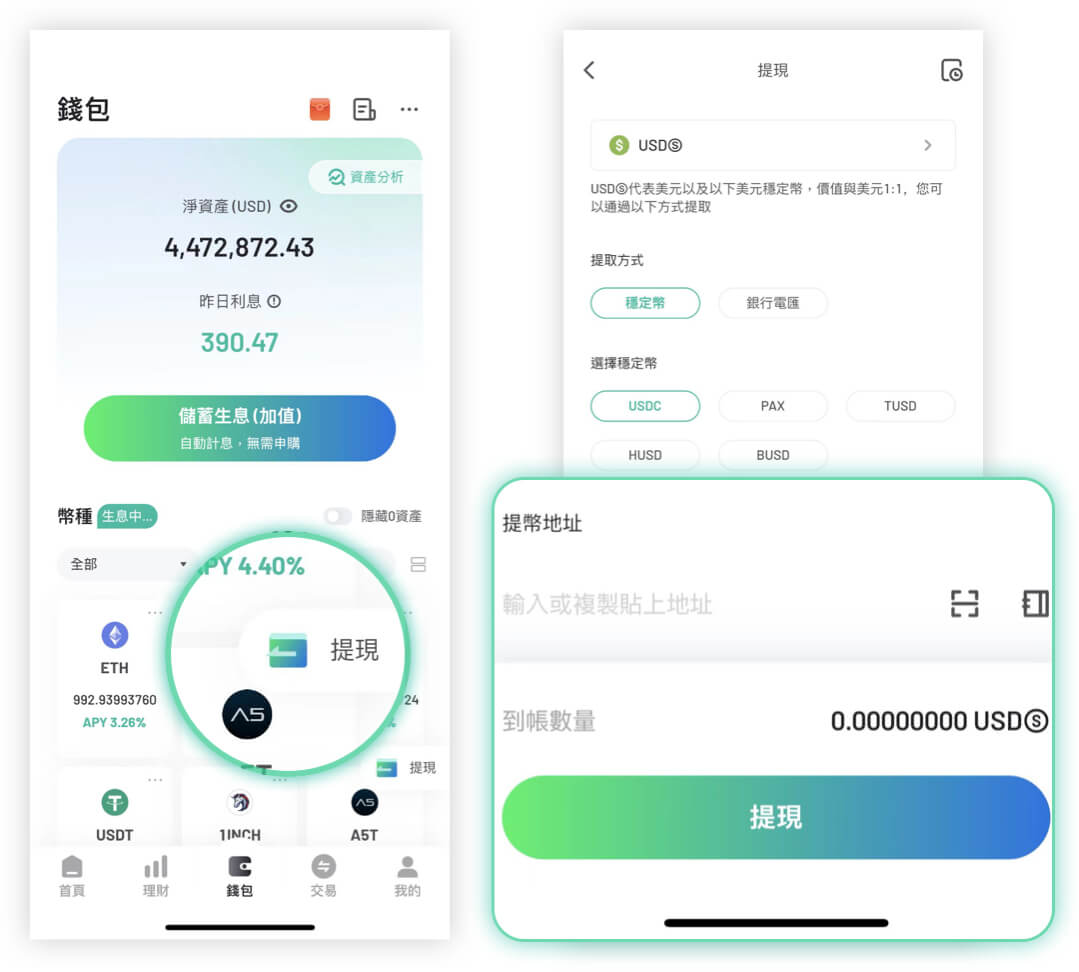 錢包
資產分析
淨資產(USD)
4,472,872.43
昨日利息
390.47
儲蓄生息(加值)
自動計息，無需申購
幣種 生息中...
隱藏0資產
全部
PY 4.40%
提現
A5
ETH
992.93993760
APY 3.26%
24
%
提現
USDT
1INCH
A5T
首頁
理財
錢包
交易
我的
提現
USDⓈ
USDⓈ代表美元以及以下美元穩定幣，價值與美元1:1，您可
以通過以下方式提取
提取方式
穩定幣
銀行電匯
選擇穩定幣
USDC
PAX
TUSD
HUSD
BUSD
提幣地址
輸入或複製貼上地址
到帳數量
0.00000000 USDⓈ
提現